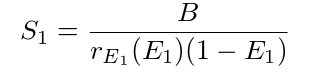 $S_1 = \frac{B}{r_{E_1}(E_1)(1 - E_1)}$